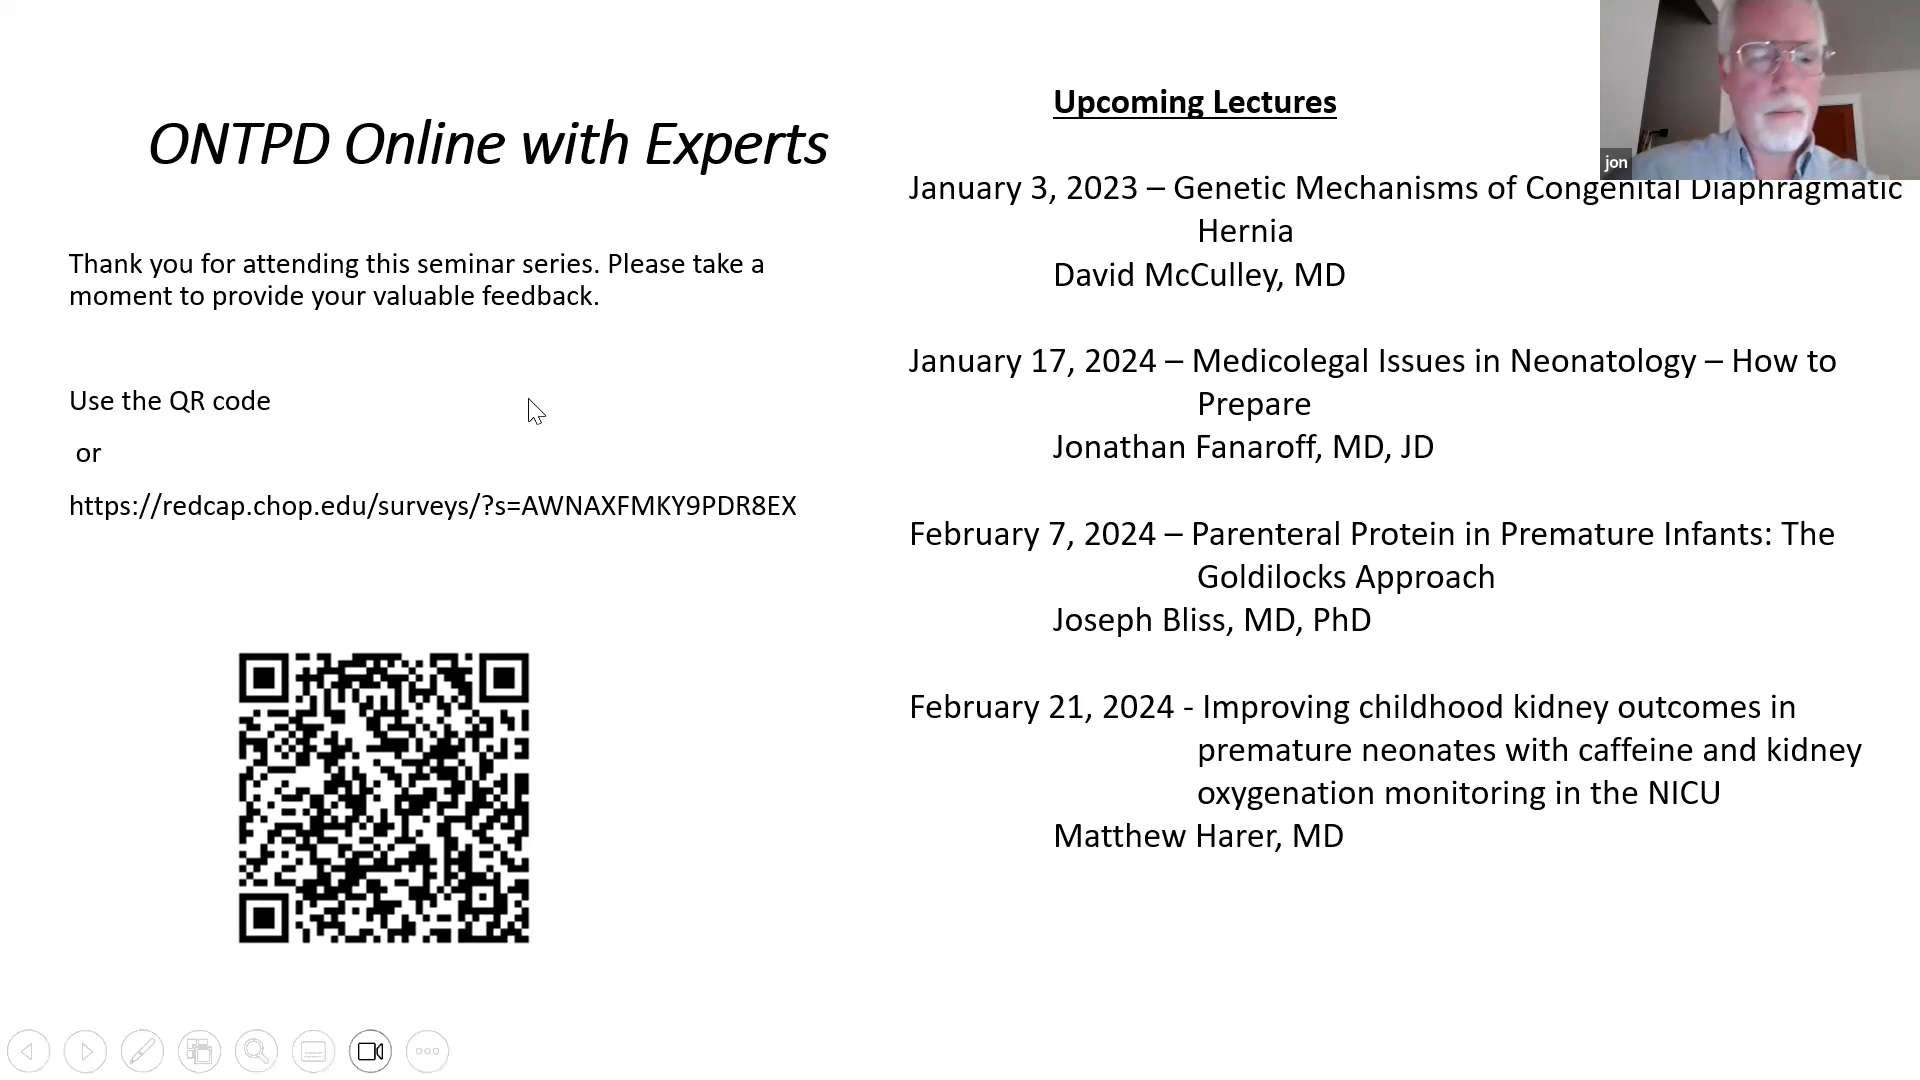 ONTPD Online with Experts
Thank you for attending this seminar series. Please take a
moment to provide your valuable feedback.
Use the QR code
or
https://redcap.chop.edu/surveys/?s=AWNAXFMKY9PDR8EX
Upcoming Lectures
January 3, 2023 – Genetic Mechanisms of Congenital Diaphragmatic
Hernia
David McCulley, MD
January 17, 2024 – Medicolegal Issues in Neonatology – How to
Prepare
Jonathan Fanaroff, MD, JD
February 7, 2024 – Parenteral Protein in Premature Infants: The
Goldilocks Approach
Joseph Bliss, MD, PhD
February 21, 2024 - Improving childhood kidney outcomes in
premature neonates with caffeine and kidney
oxygenation monitoring in the NICU
Matthew Harer, MD
jon